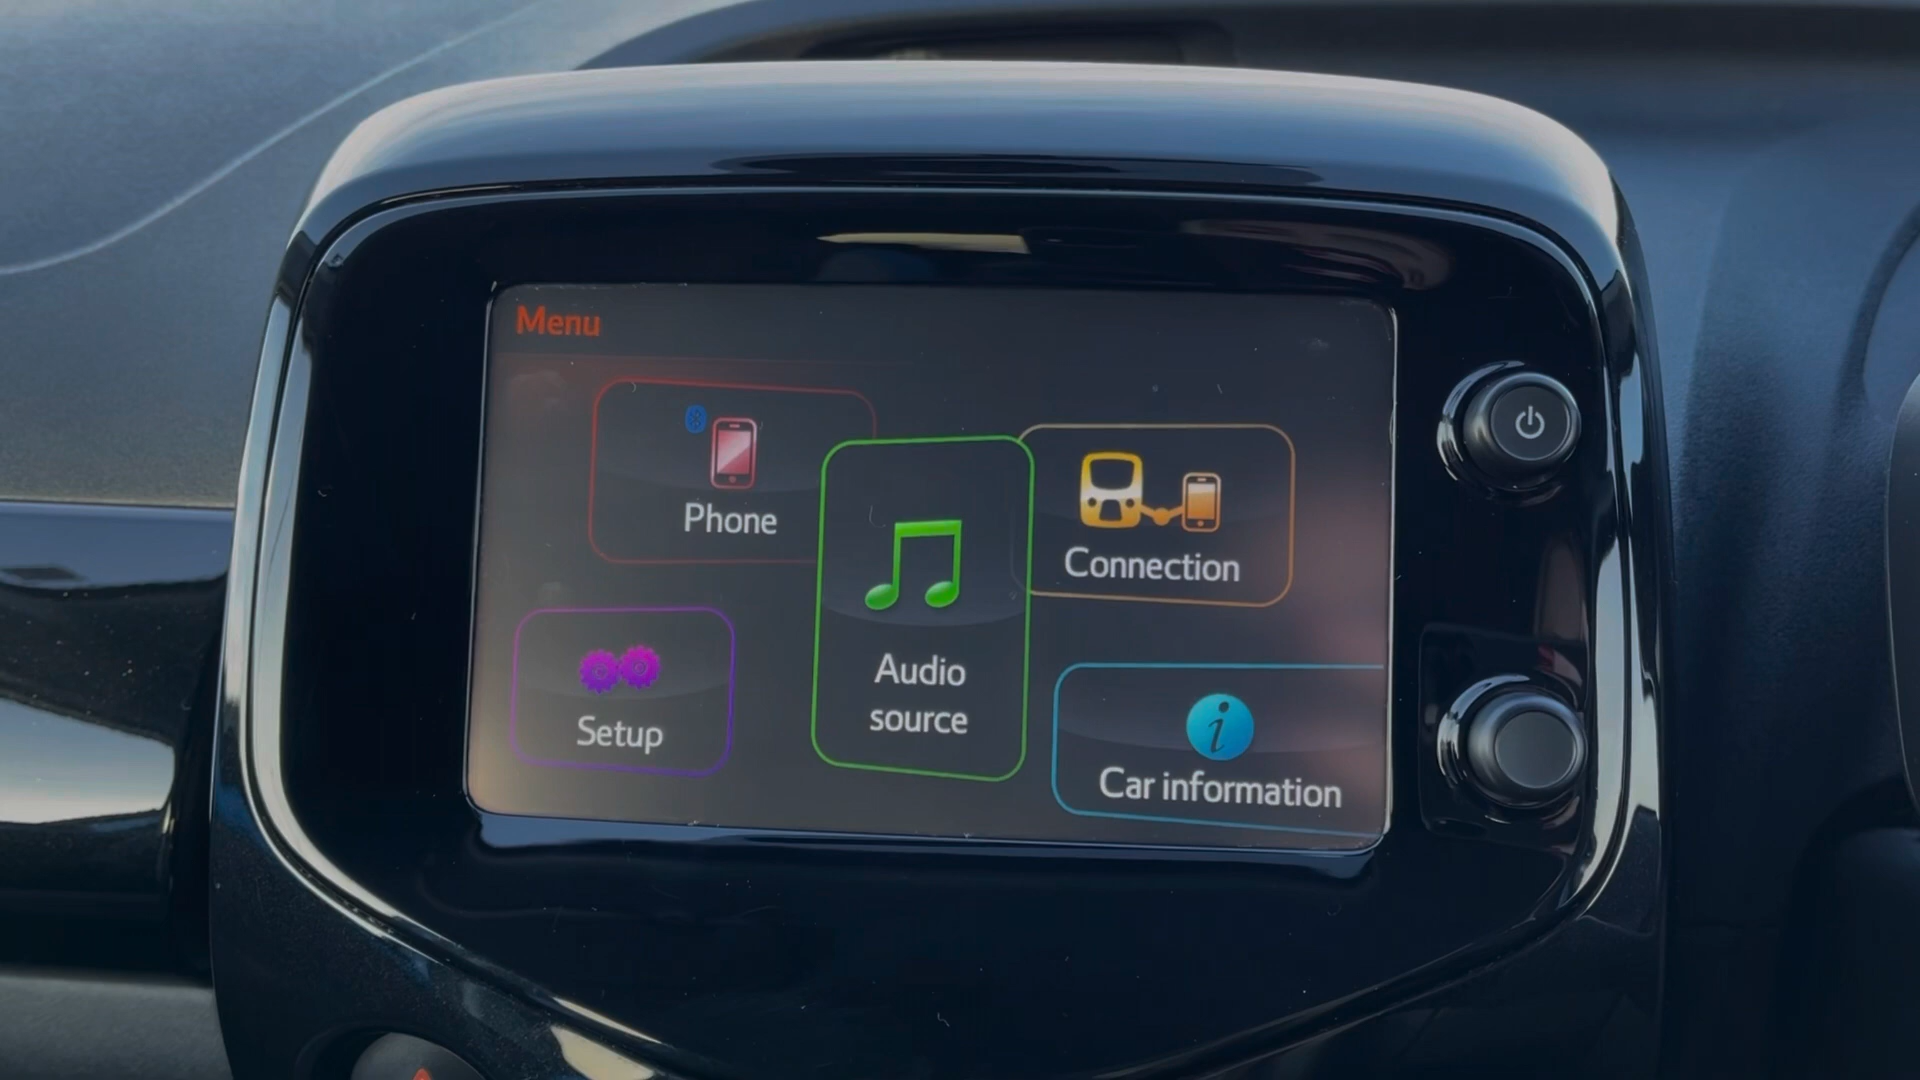 Menu
Phone
Connection
Audio
source
Setup
Car information